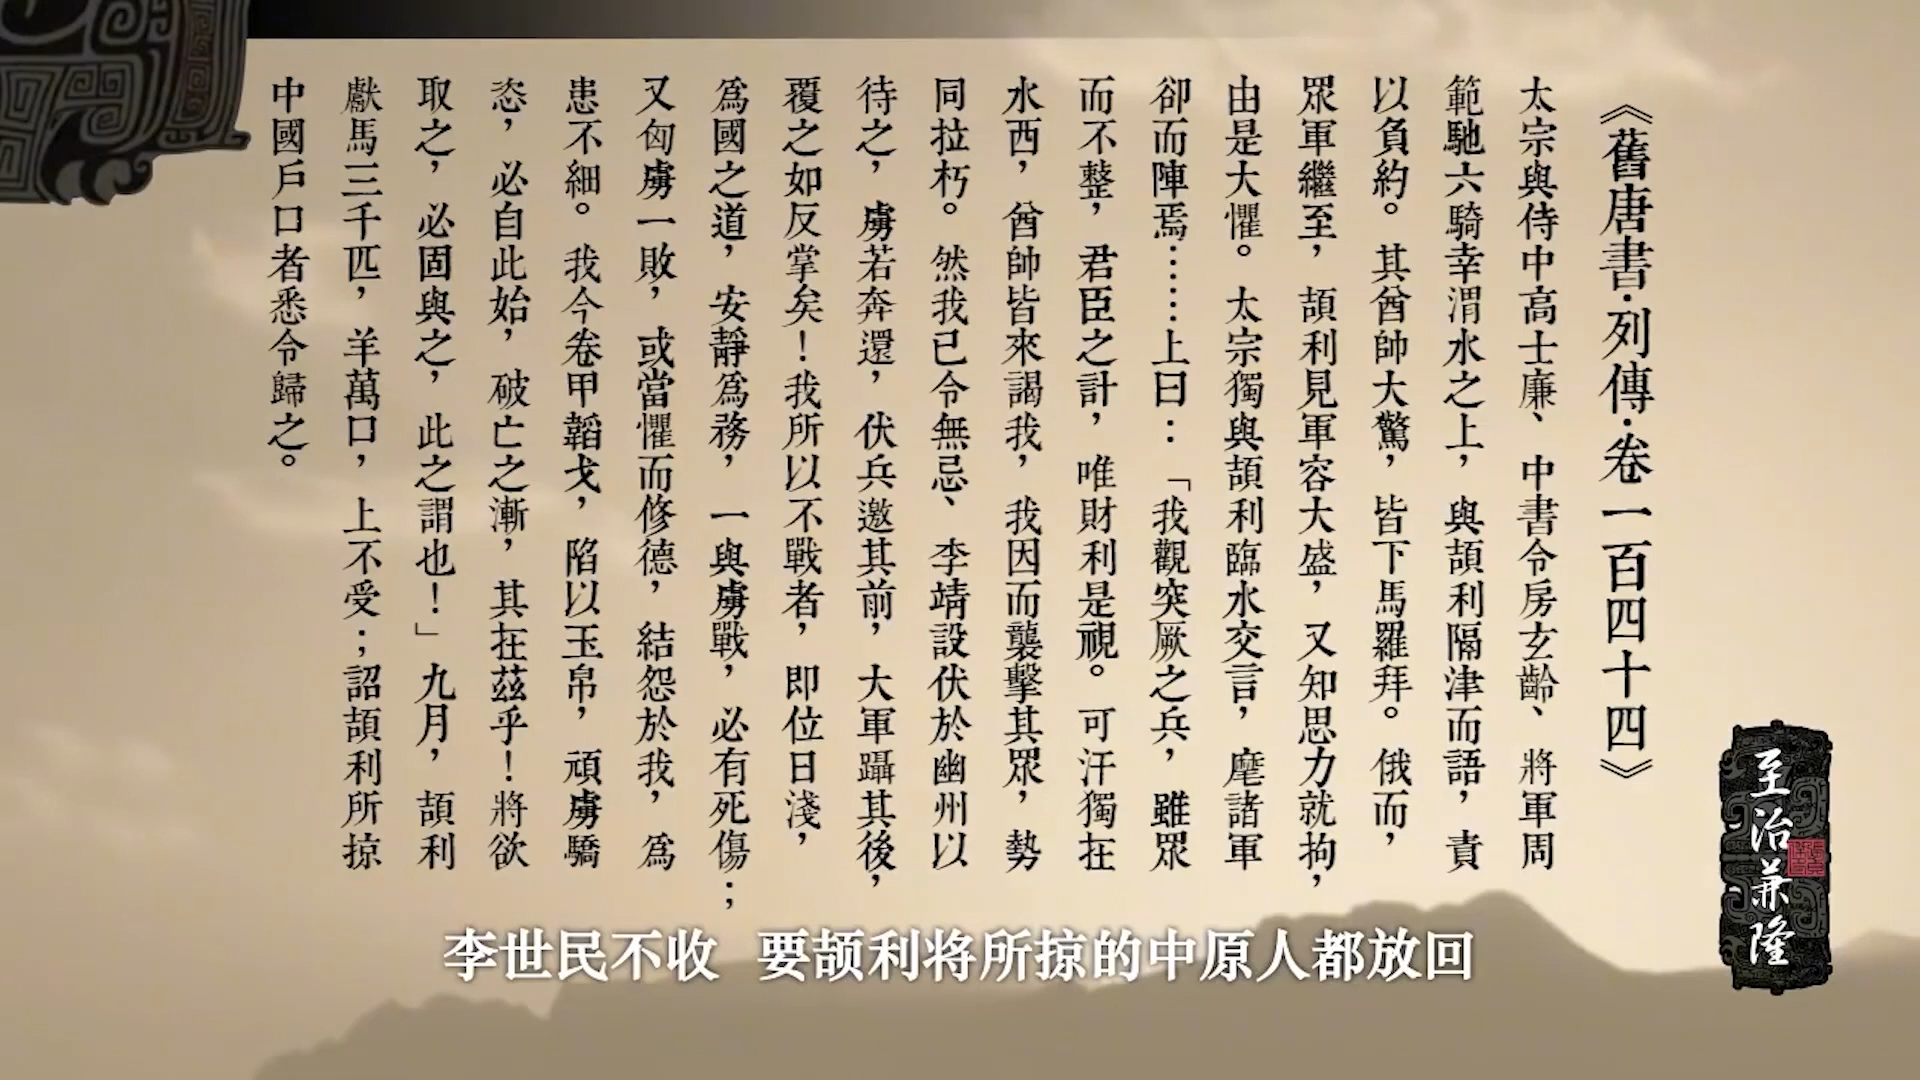 《舊唐書·列傳·卷一百四十四》
太宗與侍中高士廉、中書令房玄齡、將軍周
範馳六騎幸渭水之上，與頡利隔津而語，責
以負約。其酋帥大驚，皆下馬羅拜。俄而，
眾軍繼至，頡利見軍容大盛，又知思力就拘，
由是大懼。太宗獨與頡利臨水交言，麾諸軍
卻而陣焉……上曰：「我觀突厥之兵，雖眾
而不整，君臣之計，唯財利是視。可汗獨在
水西，酋帥皆來謁我，我因而襲擊其眾，勢
同拉朽。然我已令無忌、李靖設伏於幽州以
待之，虜若奔還，伏兵邀其前，大軍躡其後，
覆之如反掌矣！我所以不戰者，即位日淺，
為國之道，安靜為務，一與虜戰，必有死傷；
又匈虜一敗，或當懼而修德，結怨於我，為
患不細。我今卷甲韜戈，陷以玉帛，頑虜驕
恣，必自此始，破亡之漸，其在茲乎！將欲
取之，必固與之，此之謂也！」九月，頡利
獻馬三千匹，羊萬口，上不受；詔頡利所掠
中國戶口者悉令歸之。
至治兼隆
李世民不收 要颉利将所掠的中原人都放回